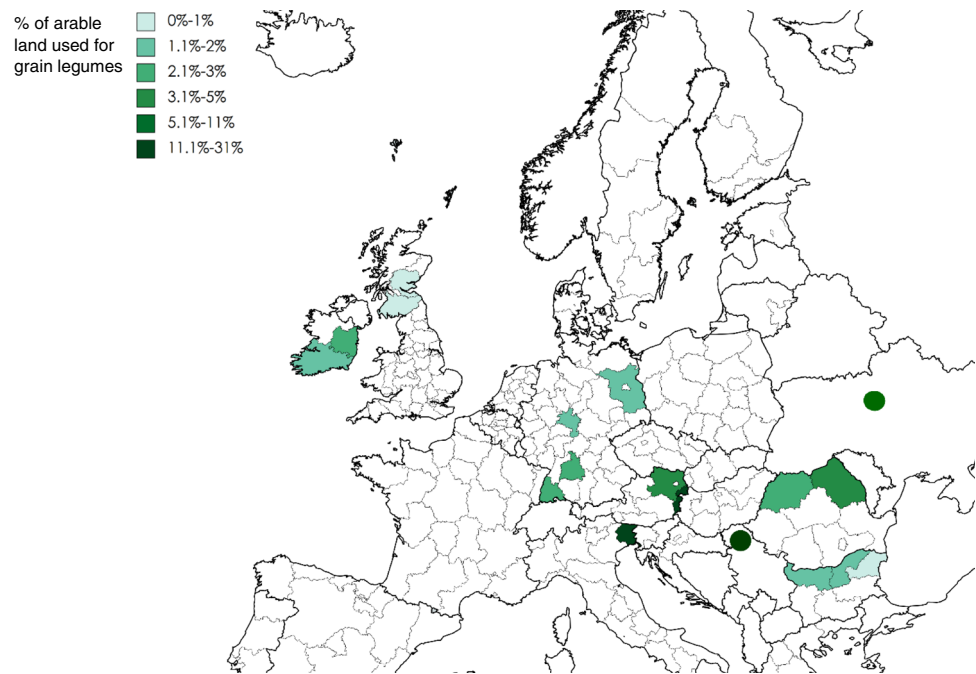 % of arable
land used for
grain legumes
0%-1%
1.1%-2%
2.1%-3%
3.1%-5%
5.1%-11%
11.1%-31%